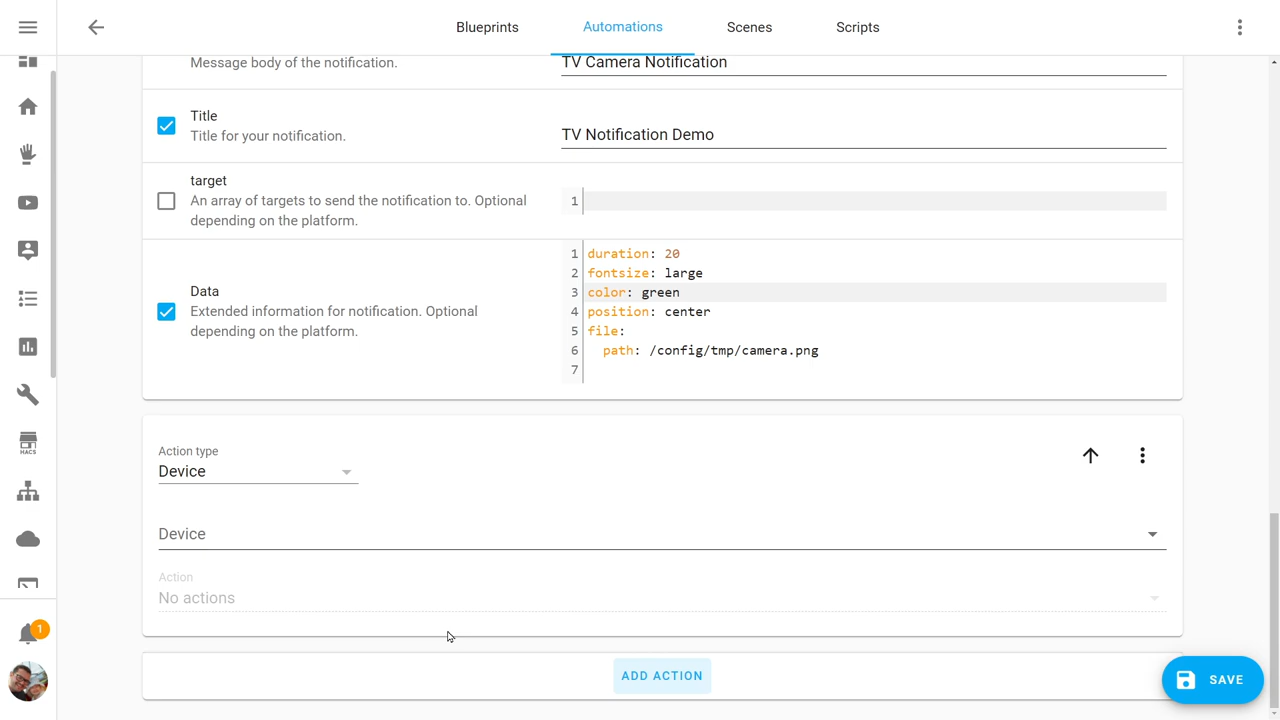 Blueprints
Automations
Scenes
Scripts
Message body of the notification.
TV Camera Notification
Title
Title for your notification.
TV Notification Demo
target
An array of targets to send the notification to. Optional
depending on the platform.
1
Data
Extended information for notification. Optional
depending on the platform.
1 duration: 20
2 fontsize: large
3 color: green
4 position: center
5 file:
6 path: /config/tmp/camera.png
7
HACS
Action type
Device
Device
Action
No actions
1
ADD ACTION
SAVE